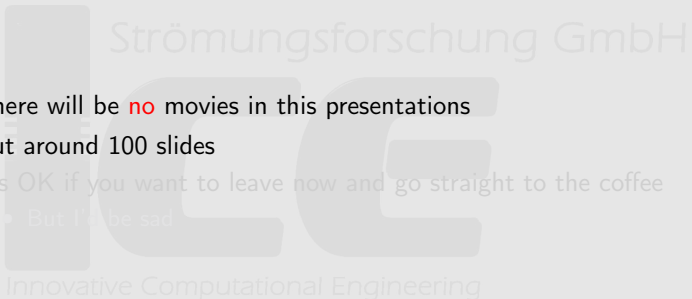 Strömungsforschung GmbH
here will be no movies in this presentations
ut around 100 slides
s OK if you want to leave now and go straight to the coffee
• But I'd be sad
ICE
Innovative Computational Engineering